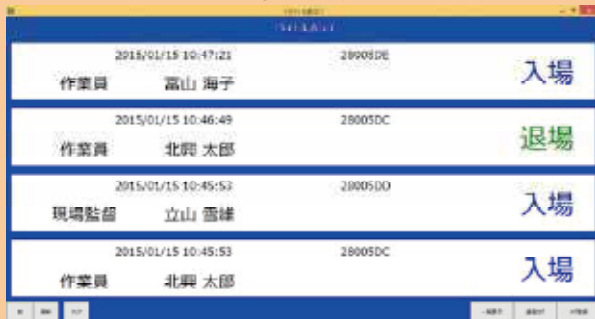 2015/01/15 10:47:21 28005DE
作業員 富山 海子 入場
2015/01/15 10:46:49 28005DC
作業員 北興 太郎 退場
2015/01/15 10:45:53 28005DD
現場監督 立山 雪雄 入場
2015/01/15 10:45:53 28005DC
作業員 北興 太郎 入場